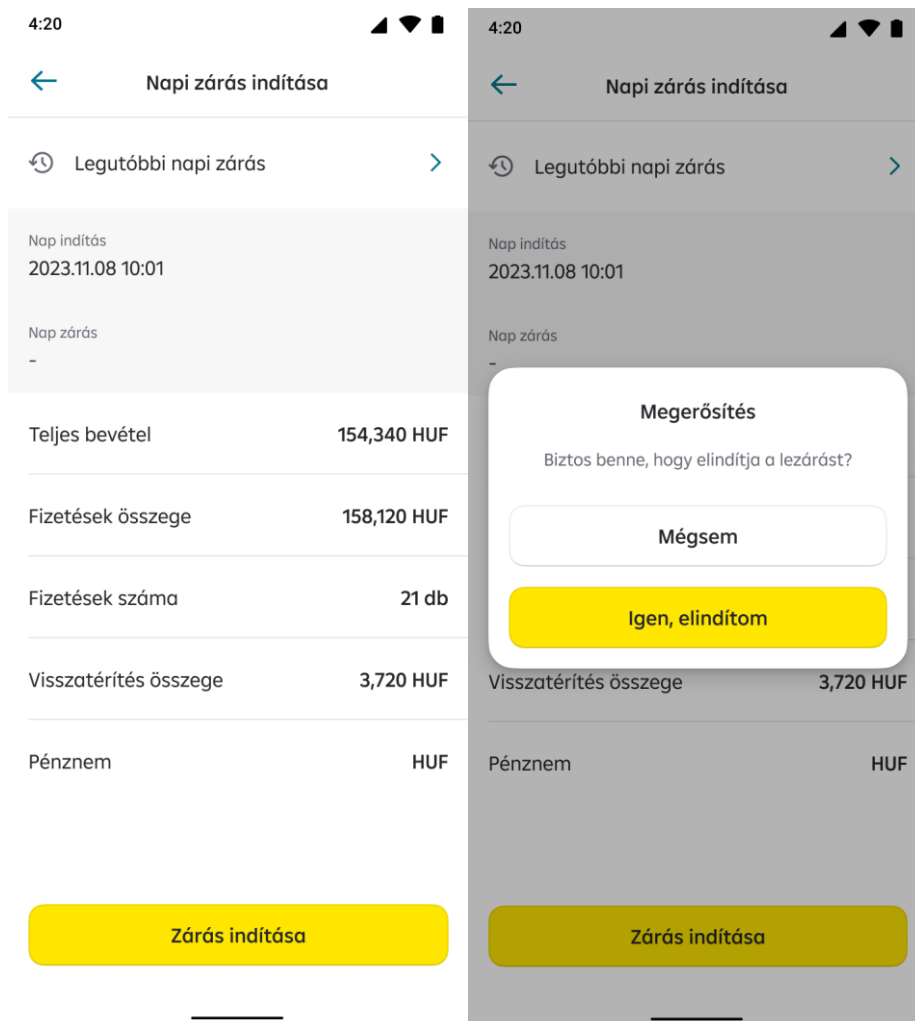 4:20
Napi zárás indítása
Legutóbbi napi zárás
Nap indítás
2023.11.08 10:01
Nap zárás
-
Teljes bevétel 154,340 HUF
Fizetések összege 158,120 HUF
Fizetések száma 21 db
Visszatérítés összege 3,720 HUF
Pénznem HUF
Zárás indítása
4:20
Napi zárás indítása
Legutóbbi napi zárás
Nap indítás
2023.11.08 10:01
Nap zárás
-
Megerősítés
Biztos benne, hogy elindítja a lezárást?
Mégsem
Igen, elindítom
Visszatérítés összege 3,720 HUF
Pénznem HUF
Zárás indítása